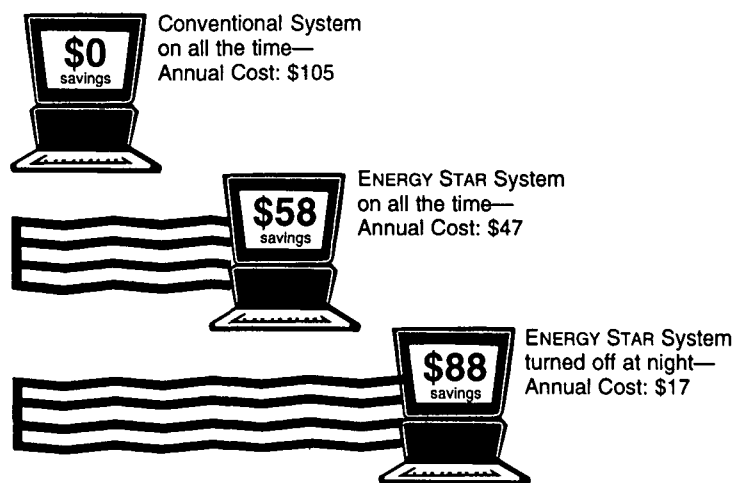 $0
savings
Conventional System
on all the time—
Annual Cost: $105
$58
savings
ENERGY STAR System
on all the time—
Annual Cost: $47
$88
savings
ENERGY STAR System
turned off at night—
Annual Cost: $17